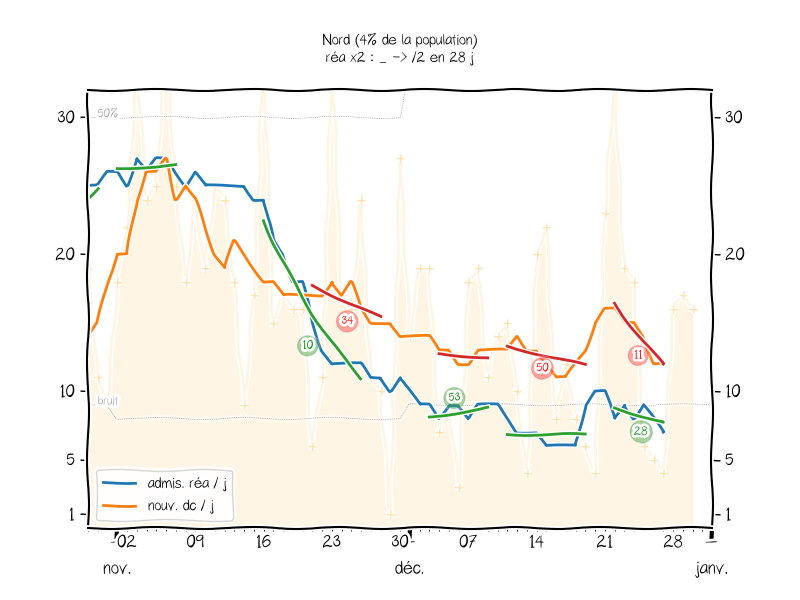 Nord (4% de la population)
réa x2 : _ -> /2 en 28 j
30
50%
30
20
20
34
10
11
50
53
10
bruit
10
28
5
5
admis. réa / j
nouv. dc / j
1
1
02 09 16 23 30 07 14 21 28
nov. déc. janv.